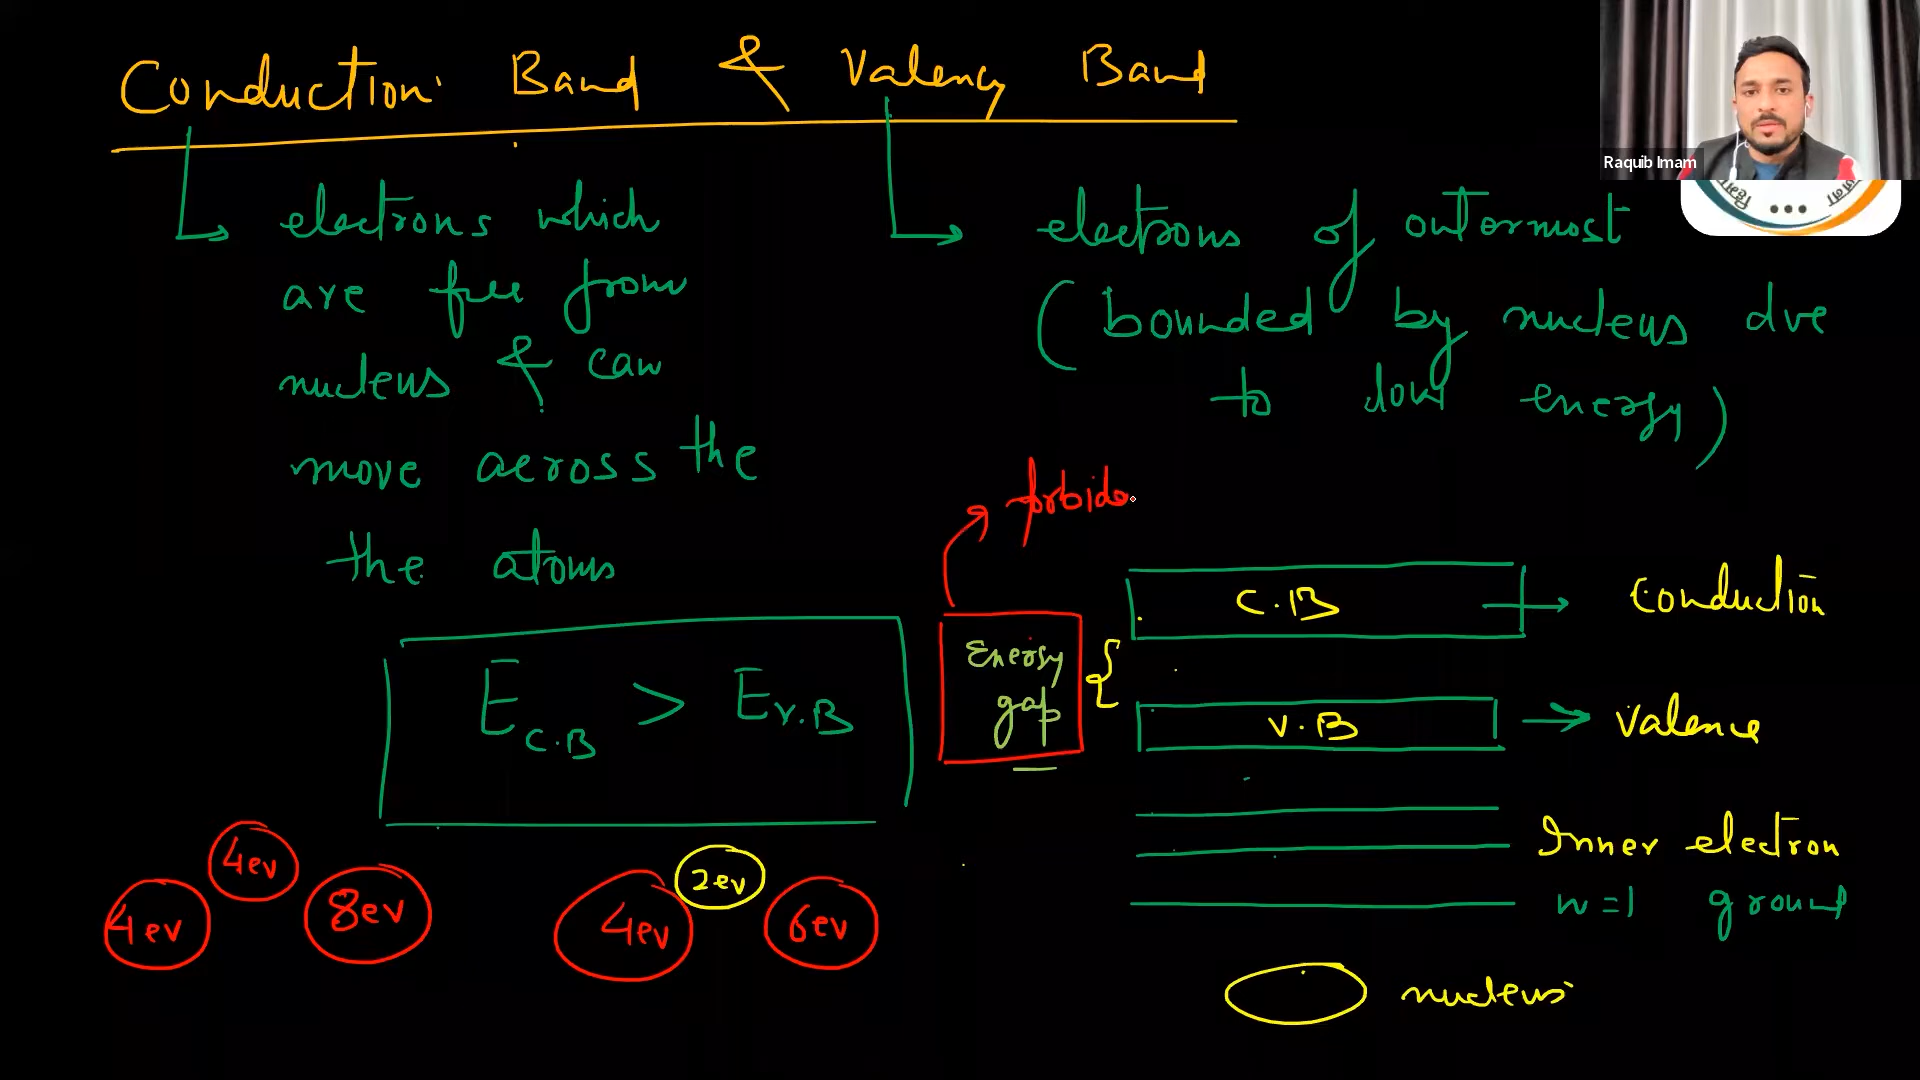 Conduction Band & Valency Band
Raquib Imam
electrons which
are free from
nucleus & can
move across the
the atoms
electrons of outormost
(bounded by nucleus due
to low energy)
forbide
Energy
gap
C.B
Conduction
V.B
Valence
E C.B > E V.B
Inner electron
n=1 ground
nucleus
4ev
4ev
8ev
4ev
2ev
6ev